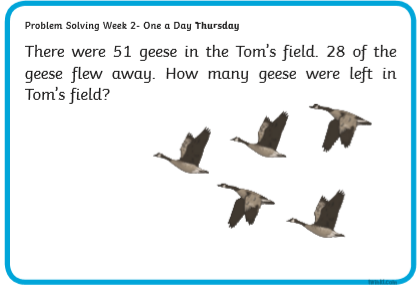 Problem Solving Week 2- One a Day Thursday
There were 51 geese in the Tom's field. 28 of the
geese flew away. How many geese were left in
Tom's field?